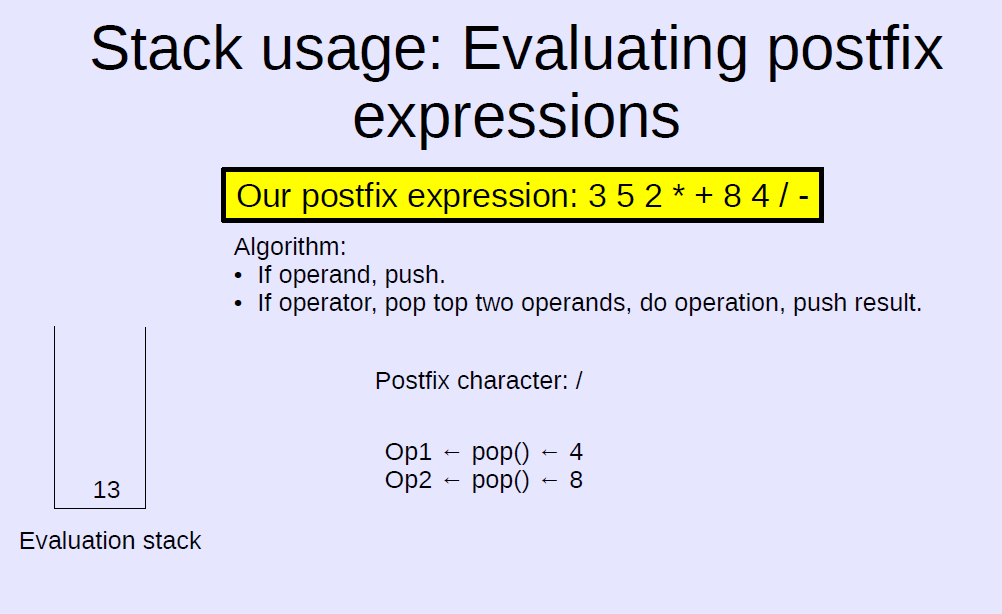 Stack usage: Evaluating postfix
expressions
Our postfix expression: 3 5 2 * + 8 4 / -
Algorithm:
• If operand, push.
• If operator, pop top two operands, do operation, push result.
Postfix character: /
Op1 ← pop() ← 4
Op2 ← pop() ← 8
13
Evaluation stack